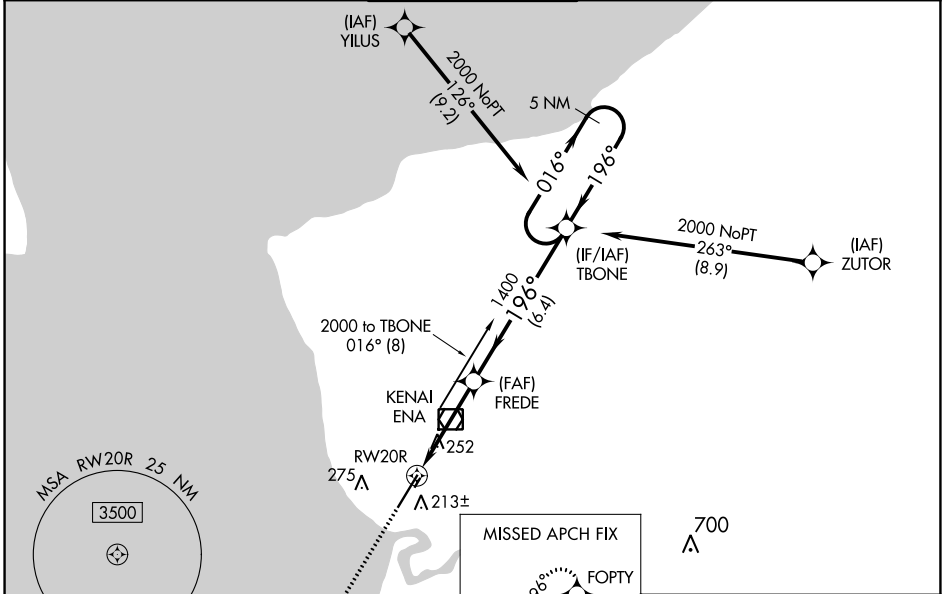 (IAF)
YILUS
2000 NoPT
126°
(9.2)
5 NM
016°
196°
2000 NoPT
263°
(8.9)
(IAF)
ZUTOR
(IF/IAF)
TBONE
1400
196°
(6.4)
2000 to TBONE
016° (8)
(FAF)
FREDE
KENAI
ENA
252
RW20R
275
213±
MSA RW20R 25 NM
3500
MISSED APCH FIX
FOPTY
700